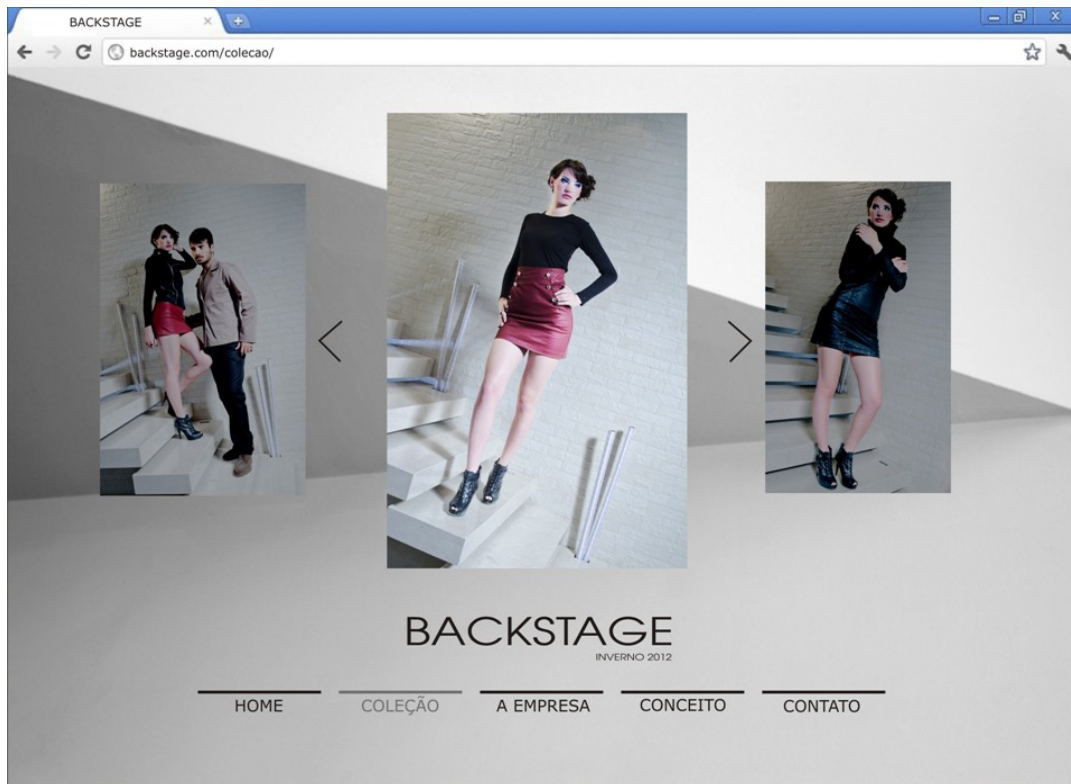 BACKSTAGE
backstage.com/colecao/
BACKSTAGE
INVERNO 2012
HOME COLEÇÃO A EMPRESA CONCEITO CONTATO